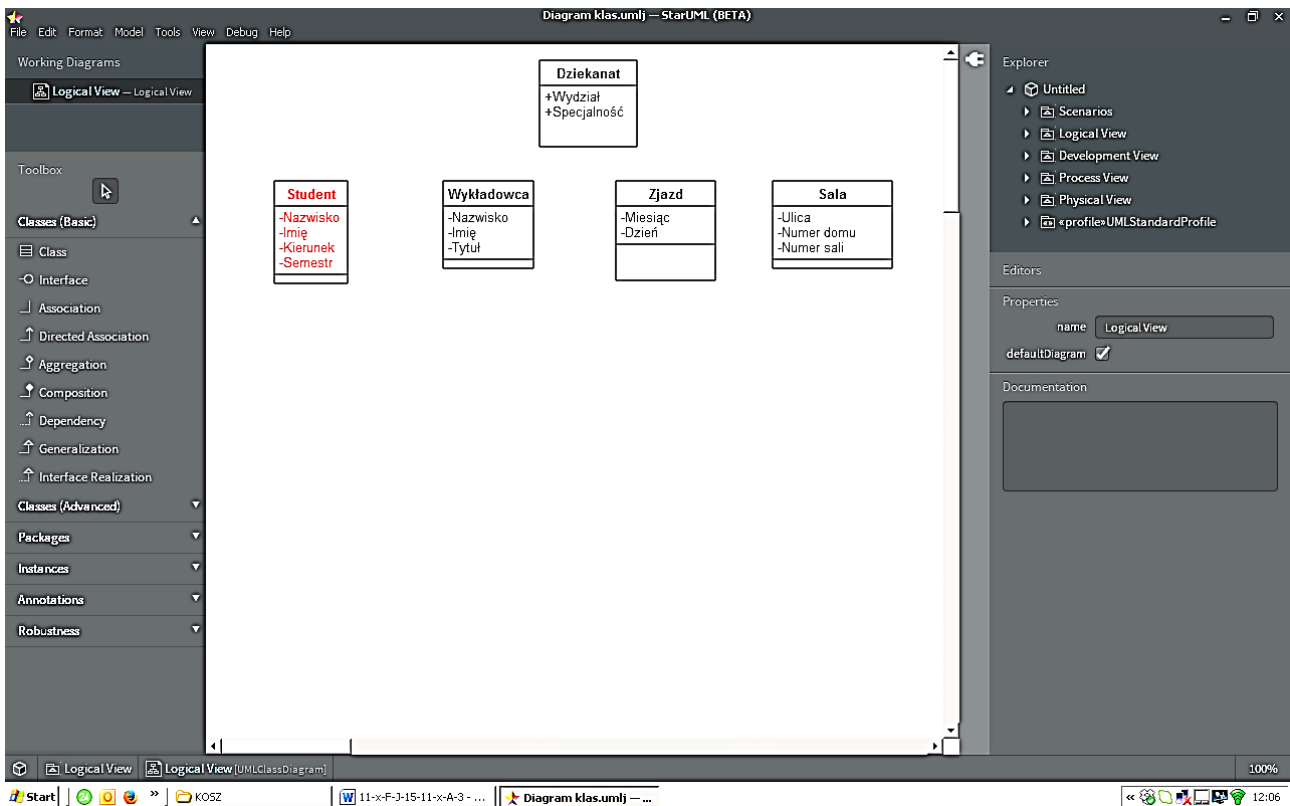 Diagram klas.umlj — StarUML (BETA)
File Edit Format Model Tools View Debug Help
Working Diagrams
Logical View — Logical View
Toolbox
Classes (Basic)
Class
Interface
Association
Directed Association
Aggregation
Composition
Dependency
Generalization
Interface Realization
Classes (Advanced)
Packages
Instances
Annotations
Robustness
Dziekanat
+Wydział
+Specjalność
Student
-Nazwisko
-Imię
-Kierunek
-Semestr
Wykładowca
-Nazwisko
-Imię
-Tytuł
Zjazd
-Miesiąc
-Dzień
Sala
-Ulica
-Numer domu
-Numer sali
Explorer
Untitled
Scenarios
Logical View
Development View
Process View
Physical View
«profile»UMLStandardProfile
Editors
Properties
name Logical View
defaultDiagram
Documentation
Logical View Logical View [UMLClassDiagram] 100%
Start » KOSZ 11-x-F-J-15-11-x-A-3 - ... Diagram klas.umlj — ... « 12:06